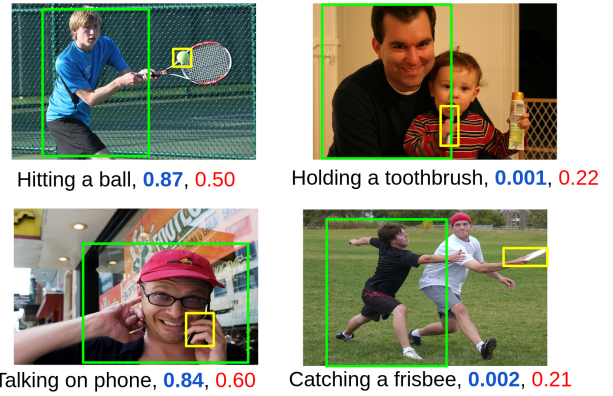 Hitting a ball, 0.87, 0.50
Holding a toothbrush, 0.001, 0.22
FOOTLO
Talking on phone, 0.84, 0.60
Catching a frisbee, 0.002, 0.21